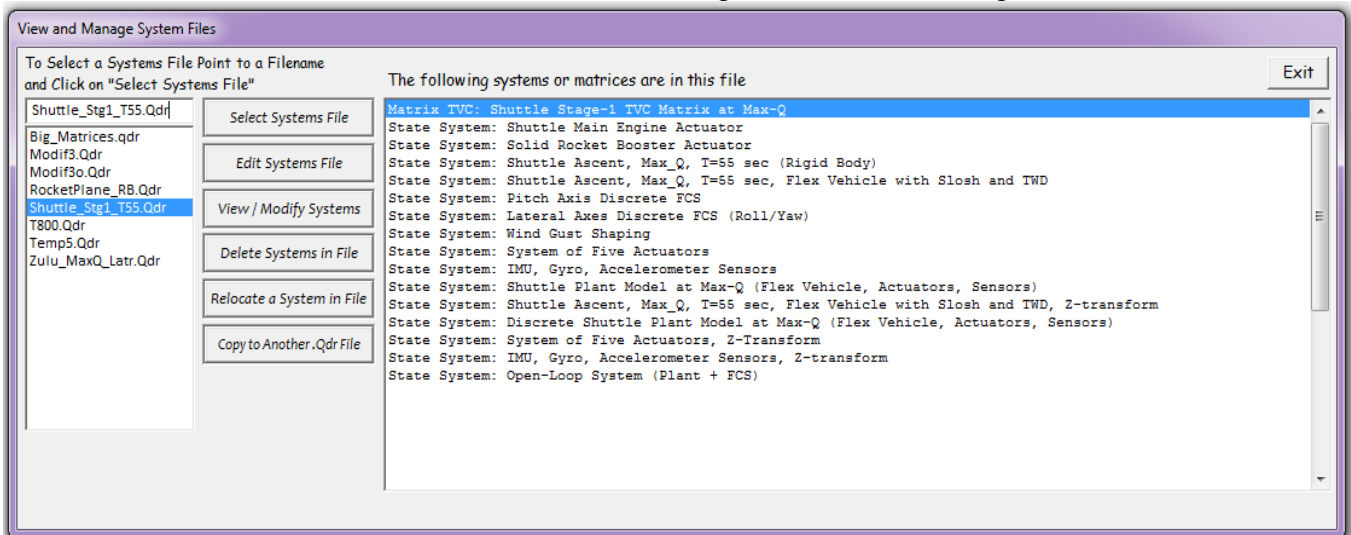 View and Manage System Files
To Select a Systems File Point to a Filename
and Click on "Select Systems File"
The following systems or matrices are in this file
Exit
Shuttle_Stg1_T55.Qdr
Big_Matrices.qdr
Modif3.Qdr
Modif3o.Qdr
RocketPlane_RB.Qdr
Shuttle_Stg1_T55.Qdr
T800.Qdr
Temp5.Qdr
Zulu_MaxQ_Latr.Qdr
Select Systems File
Edit Systems File
View / Modify Systems
Delete Systems in File
Relocate a System in File
Copy to Another .Qdr File
Matrix TVC: Shuttle Stage-1 TVC Matrix at Max-Q
State System: Shuttle Main Engine Actuator
State System: Solid Rocket Booster Actuator
State System: Shuttle Ascent, Max_Q, T=55 sec (Rigid Body)
State System: Shuttle Ascent, Max_Q, T=55 sec, Flex Vehicle with Slosh and TWD
State System: Pitch Axis Discrete FCS
State System: Lateral Axes Discrete FCS (Roll/Yaw)
State System: Wind Gust Shaping
State System: System of Five Actuators
State System: IMU, Gyro, Accelerometer Sensors
State System: Shuttle Plant Model at Max-Q (Flex Vehicle, Actuators, Sensors)
State System: Shuttle Ascent, Max_Q, T=55 sec, Flex Vehicle with Slosh and TWD, Z-transform
State System: Discrete Shuttle Plant Model at Max-Q (Flex Vehicle, Actuators, Sensors)
State System: System of Five Actuators, Z-Transform
State System: IMU, Gyro, Accelerometer Sensors, Z-transform
State System: Open-Loop System (Plant + FCS)